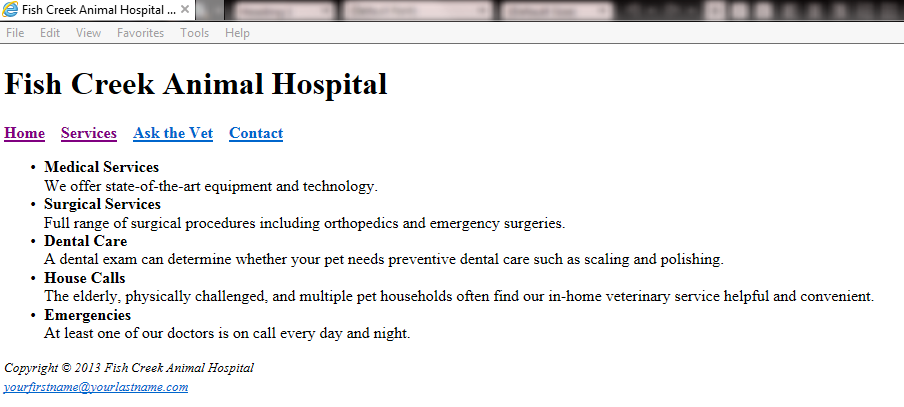 Fish Creek Animal Hospital ...
File Edit View Favorites Tools Help
Fish Creek Animal Hospital
Home Services Ask the Vet Contact
• Medical Services
We offer state-of-the-art equipment and technology.
• Surgical Services
Full range of surgical procedures including orthopedics and emergency surgeries.
• Dental Care
A dental exam can determine whether your pet needs preventive dental care such as scaling and polishing.
• House Calls
The elderly, physically challenged, and multiple pet households often find our in-home veterinary service helpful and convenient.
• Emergencies
At least one of our doctors is on call every day and night.
Copyright © 2013 Fish Creek Animal Hospital
yourfirstname@yourlastname.com